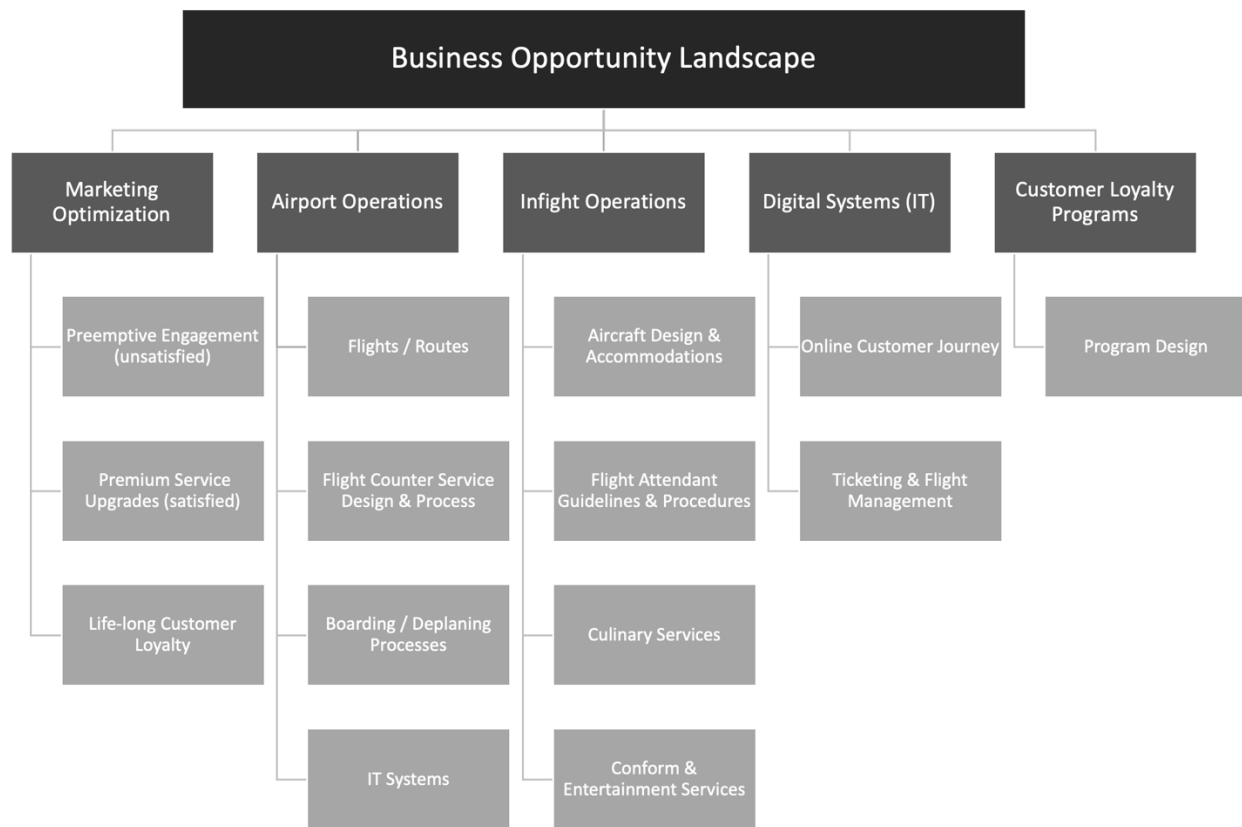 Business Opportunity Landscape
Marketing
Optimization
Airport Operations
Infight Operations
Digital Systems (IT)
Customer Loyalty
Programs
Preemptive Engagement
(unsatisfied)
Flights / Routes
Aircraft Design &
Accommodations
Online Customer Journey
Program Design
Premium Service
Upgrades (satisfied)
Flight Counter Service
Design & Process
Flight Attendant
Guidelines & Procedures
Ticketing & Flight
Management
Life-long Customer
Loyalty
Boarding / Deplaning
Processes
Culinary Services
IT Systems
Conform &
Entertainment Services